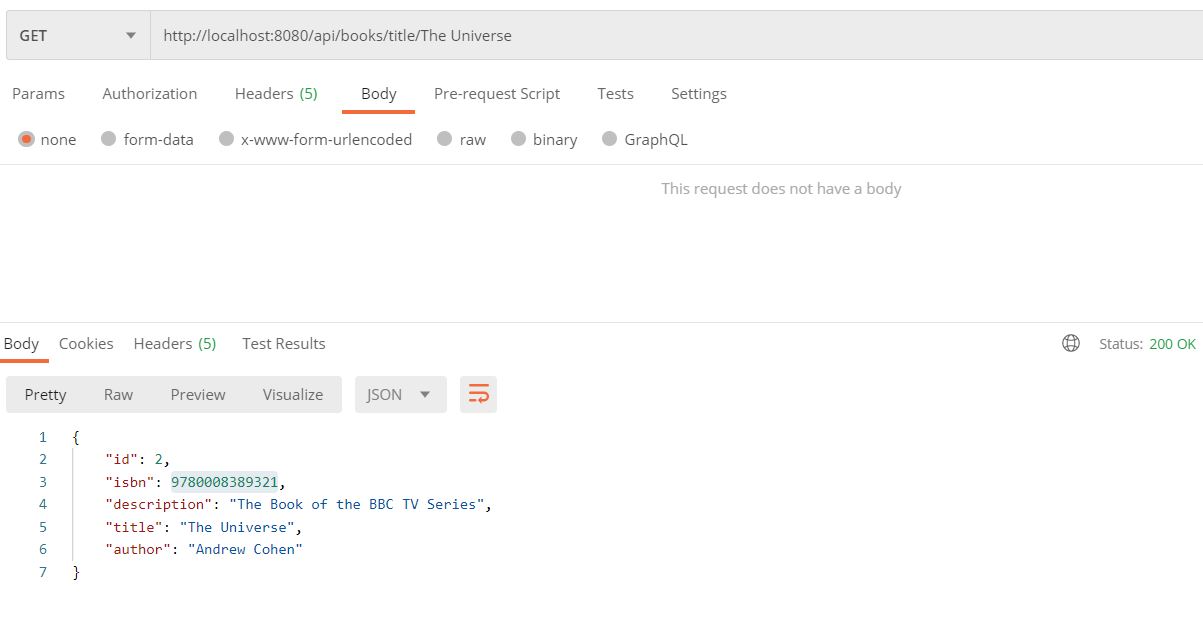 GET http://localhost:8080/api/books/title/The Universe
Params Authorization Headers (5) Body Pre-request Script Tests Settings
none form-data x-www-form-urlencoded raw binary GraphQL
This request does not have a body
Body Cookies Headers (5) Test Results Status: 200 OK
Pretty Raw Preview Visualize JSON
1 {
2 "id": 2,
3 "isbn": 9780008389321,
4 "description": "The Book of the BBC TV Series",
5 "title": "The Universe",
6 "author": "Andrew Cohen"
7 }